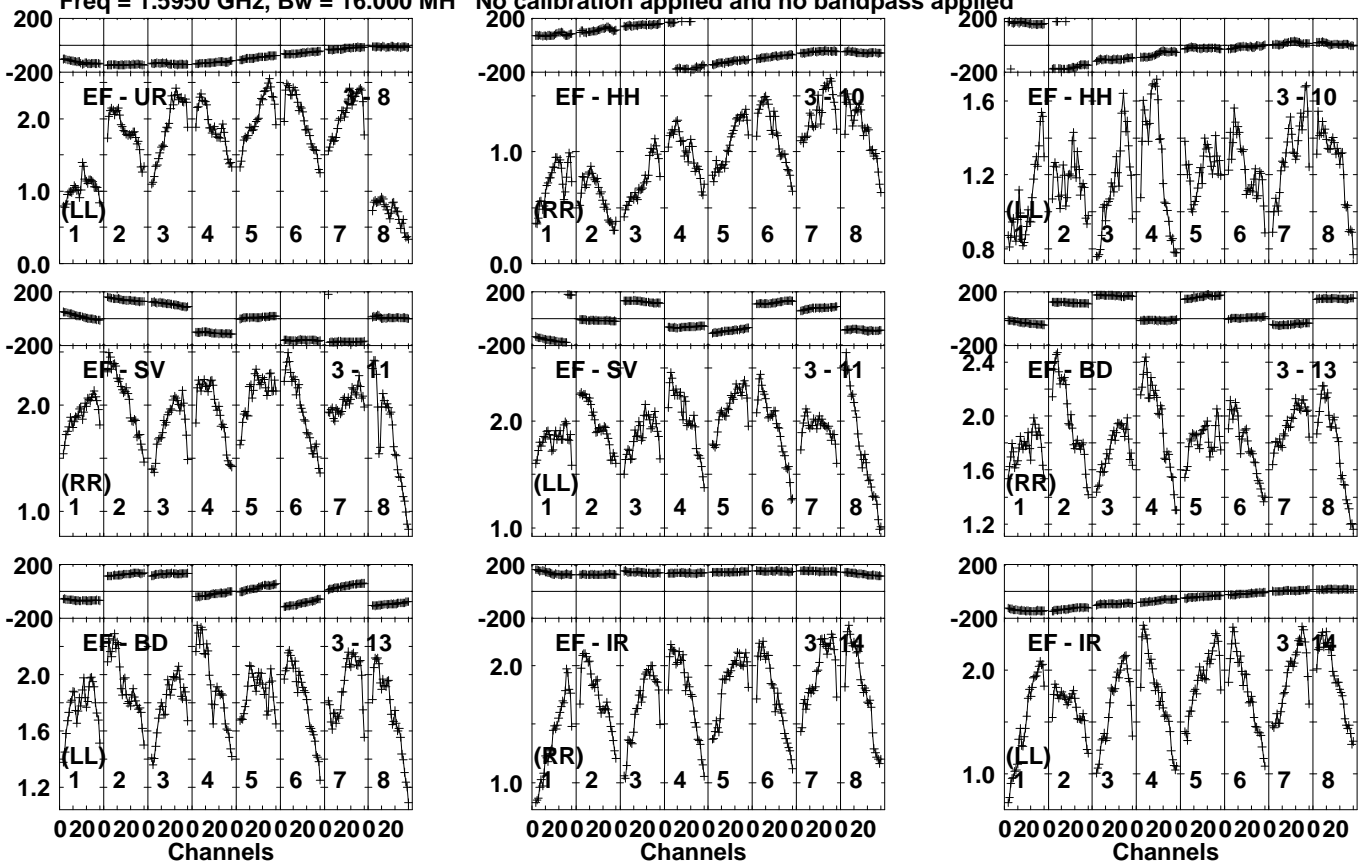 Freq = 1.5950 GHz, Bw = 16.000 MH No calibration applied and no bandpass applied
200
-200
EF - UR 3 - 8
2.0
1.0
(LL)
1 2 3 4 5 6 7 8
0.0
200
-200
EF - HH 3 - 10
1.0
(RR)
1 2 3 4 5 6 7 8
0.0
200
-200
EF - HH 3 - 10
1.6
1.2
(LL)
1 2 3 4 5 6 7 8
0.8
200
-200
EF - SV 3 - 11
2.0
(RR)
1 2 3 4 5 6 7 8
1.0
200
-200
EF - SV 3 - 11
2.0
(LL)
1 2 3 4 5 6 7 8
1.0
200
-200
EF - BD 3 - 13
2.4
2.0
1.6
(RR)
1 2 3 4 5 6 7 8
1.2
200
-200
EF - BD 3 - 13
2.0
1.6
(LL)
1 2 3 4 5 6 7 8
1.2
200
-200
EF - IR 3 - 14
2.0
(RR)
1 2 3 4 5 6 7 8
1.0
200
-200
EF - IR 3 - 14
2.0
(LL)
1 2 3 4 5 6 7 8
1.0
020020020020020020020020 020020020020020020020020 020020020020020020020020
Channels Channels Channels